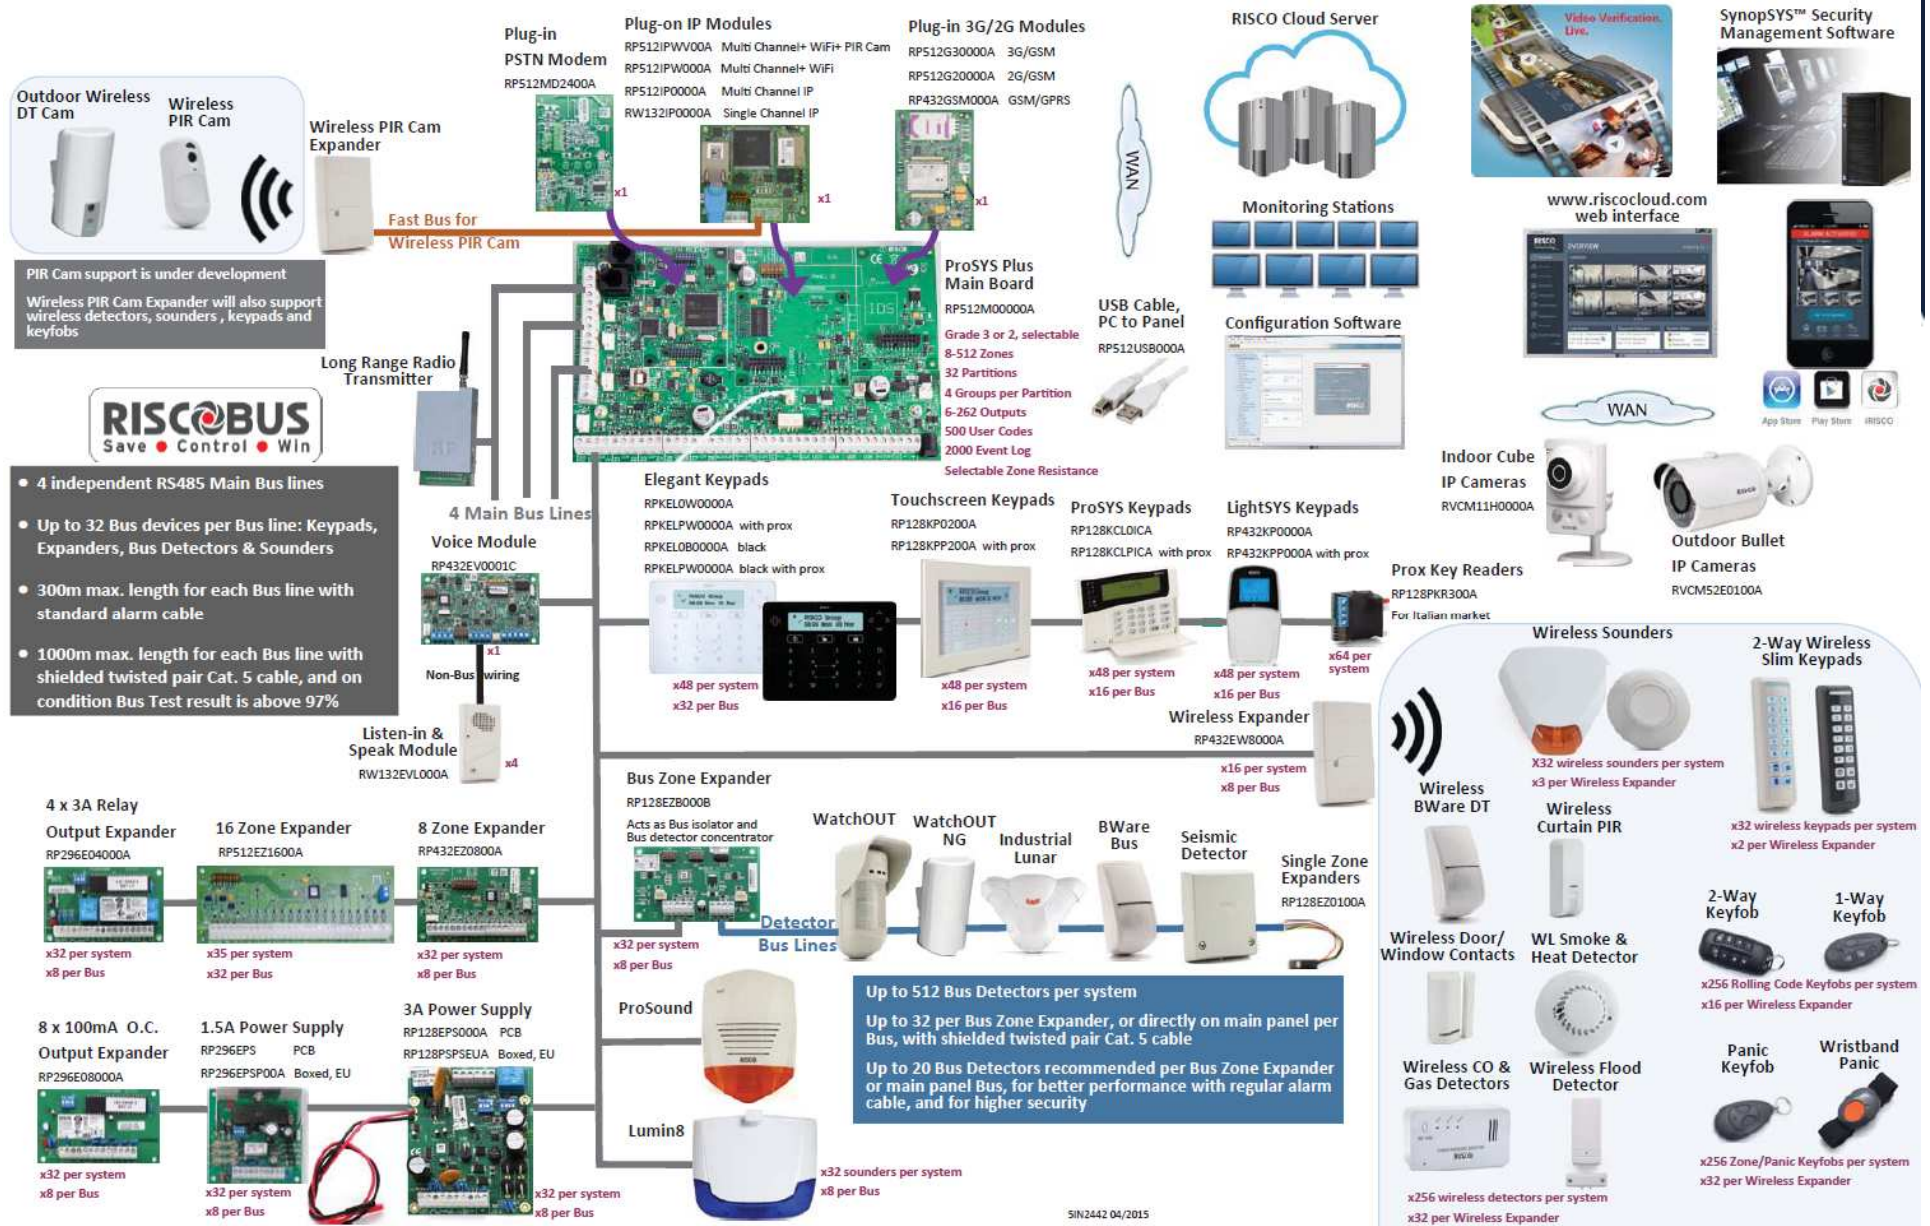 Outdoor Wireless
DT Cam
Wireless
PIR Cam
Wireless PIR Cam
Expander
Fast Bus for
Wireless PIR Cam
PIR Cam support is under development
Wireless PIR Cam Expander will also support
wireless detectors, sounders , keypads and
keyfobs
Plug-in
PSTN Modem
RP512MD2400A
x1
Plug-on IP Modules
RP512IPWV00A Multi Channel+ WiFi+ PIR Cam
RP512IPW000A Multi Channel+ WiFi
RP512IP0000A Multi Channel IP
RW132IP0000A Single Channel IP
x1
Plug-in 3G/2G Modules
RP512G30000A 3G/GSM
RP512G20000A 2G/GSM
RP432GSM000A GSM/GPRS
x1
WAN
RISCO Cloud Server
Monitoring Stations
Configuration Software
USB Cable,
PC to Panel
RP512USB000A
Video Verification.
Live.
SynopSYS™ Security
Management Software
www.riscocloud.com
web interface
RISCO
OVERVIEW
App Store
Play Store
iRISCO
WAN
ProSYS Plus
Main Board
RP512M00000A
Grade 3 or 2, selectable
8-512 Zones
32 Partitions
4 Groups per Partition
6-262 Outputs
500 User Codes
2000 Event Log
Selectable Zone Resistance
IDS
Long Range Radio
Transmitter
RISCOBUS
Save ● Control ● Win
● 4 independent RS485 Main Bus lines
● Up to 32 Bus devices per Bus line: Keypads,
Expanders, Bus Detectors & Sounders
● 300m max. length for each Bus line with
standard alarm cable
● 1000m max. length for each Bus line with
shielded twisted pair Cat. 5 cable, and on
condition Bus Test result is above 97%
4 Main Bus Lines
Voice Module
RP432EV0001C
x1
Non-Bus wiring
Listen-in &
Speak Module
RW132EVL000A
x4
Elegant Keypads
RPKEL0W0000A
RPKELPW0000A with prox
RPKEL0B0000A black
RPKELPW0000A black with prox
x48 per system
x32 per Bus
Touchscreen Keypads
RP128KP0200A
RP128KPP200A with prox
x48 per system
x16 per Bus
ProSYS Keypads
RP128KCL0ICA
RP128KCLPICA with prox
x48 per system
x16 per Bus
LightSYS Keypads
RP432KP0000A
RP432KPP000A with prox
x48 per system
x16 per Bus
Prox Key Readers
RP128PKR300A
For Italian market
x64 per
system
Indoor Cube
IP Cameras
RVCM11H0000A
Outdoor Bullet
IP Cameras
RVCM52E0100A
Wireless Expander
RP432EW8000A
x16 per system
x8 per Bus
4 x 3A Relay
Output Expander
RP296E04000A
x32 per system
x8 per Bus
16 Zone Expander
RP512EZ1600A
x35 per system
x32 per Bus
8 Zone Expander
RP432EZ0800A
x32 per system
x8 per Bus
Bus Zone Expander
RP128EZB000B
Acts as Bus isolator and
Bus detector concentrator
x32 per system
x8 per Bus
Detector
Bus Lines
WatchOUT
WatchOUT
NG
Industrial
Lunar
BWare
Bus
Seismic
Detector
Single Zone
Expanders
RP128EZ0100A
Up to 512 Bus Detectors per system
Up to 32 per Bus Zone Expander, or directly on main panel per
Bus, with shielded twisted pair Cat. 5 cable
Up to 20 Bus Detectors recommended per Bus Zone Expander
or main panel Bus, for better performance with regular alarm
cable, and for higher security
8 x 100mA O.C.
Output Expander
RP296E08000A
x32 per system
x8 per Bus
1.5A Power Supply
RP296EPS PCB
RP296EPSP00A Boxed, EU
x32 per system
x8 per Bus
3A Power Supply
RP128EPS000A PCB
RP128PSPSEUA Boxed, EU
x32 per system
x8 per Bus
ProSound
Lumin8
x32 sounders per system
x8 per Bus
Wireless Sounders
X32 wireless sounders per system
x3 per Wireless Expander
2-Way Wireless
Slim Keypads
x32 wireless keypads per system
x2 per Wireless Expander
Wireless
BWare DT
Wireless
Curtain PIR
2-Way
Keyfob
1-Way
Keyfob
x256 Rolling Code Keyfobs per system
x16 per Wireless Expander
Wireless Door/
Window Contacts
WL Smoke &
Heat Detector
Wireless CO &
Gas Detectors
Wireless Flood
Detector
Panic
Keyfob
Wristband
Panic
x256 Zone/Panic Keyfobs per system
x32 per Wireless Expander
x256 wireless detectors per system
x32 per Wireless Expander
SIN2442 04/2015